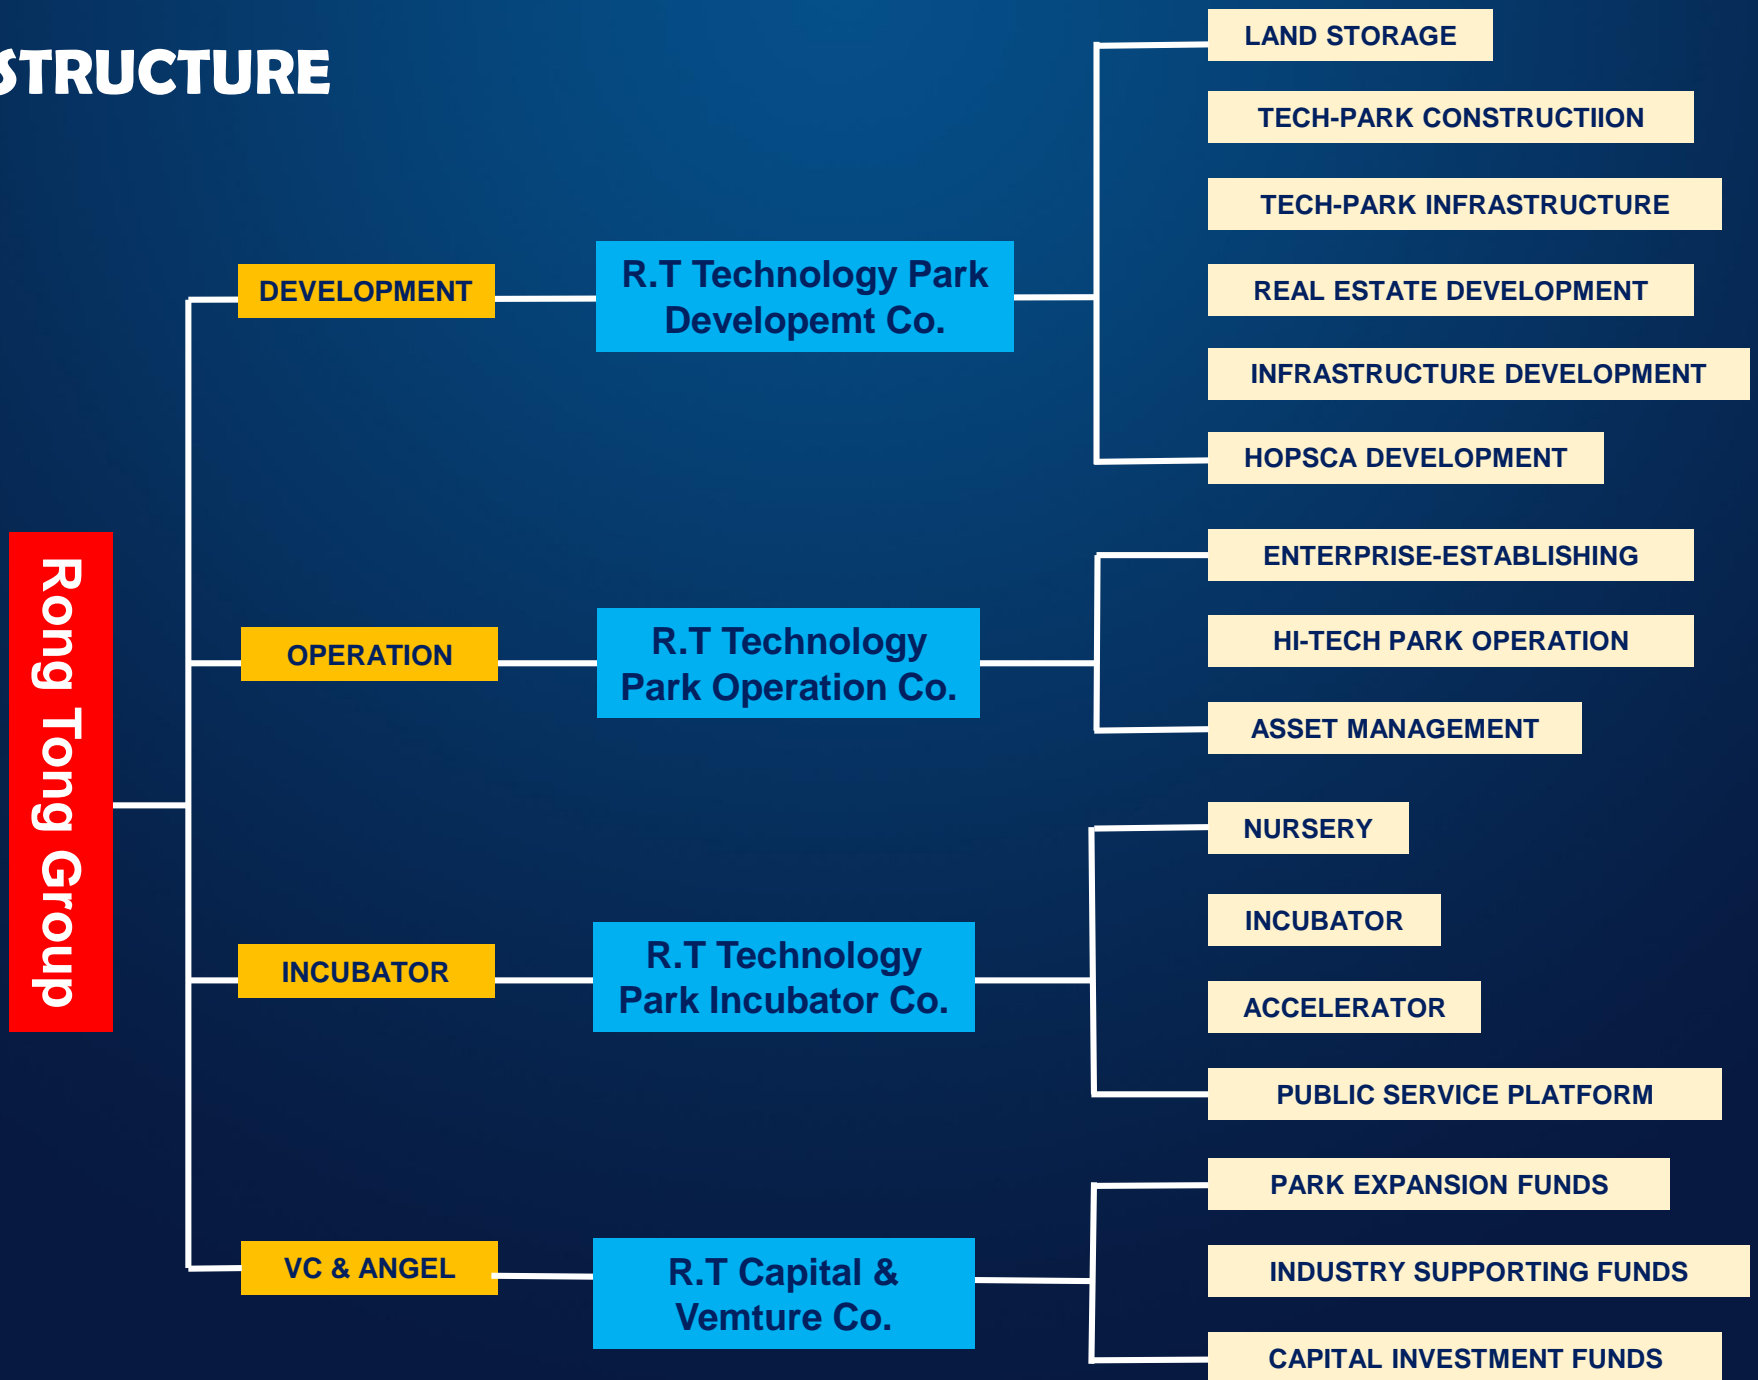 STRUCTURE
Rong Tong Group
DEVELOPMENT
R.T Technology Park
Developemt Co.
LAND STORAGE
TECH-PARK CONSTRUCTIION
TECH-PARK INFRASTRUCTURE
REAL ESTATE DEVELOPMENT
INFRASTRUCTURE DEVELOPMENT
HOPSCA DEVELOPMENT
OPERATION
R.T Technology
Park Operation Co.
ENTERPRISE-ESTABLISHING
HI-TECH PARK OPERATION
ASSET MANAGEMENT
INCUBATOR
R.T Technology
Park Incubator Co.
NURSERY
INCUBATOR
ACCELERATOR
PUBLIC SERVICE PLATFORM
VC & ANGEL
R.T Capital &
Vemture Co.
PARK EXPANSION FUNDS
INDUSTRY SUPPORTING FUNDS
CAPITAL INVESTMENT FUNDS